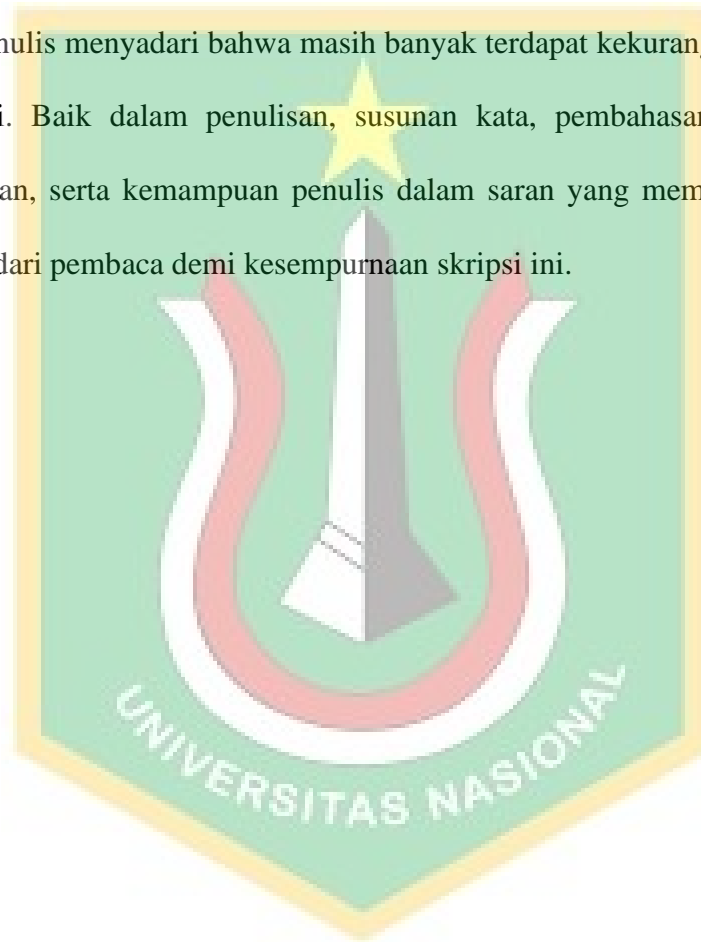 nulis menyadari bahwa masih banyak terdapat kekurang
i. Baik dalam penulisan, susunan kata, pembahasan
an, serta kemampuan penulis dalam saran yang mem
dari pembaca demi kesempurnaan skripsi ini.
UNIVERSITAS NASIONAL